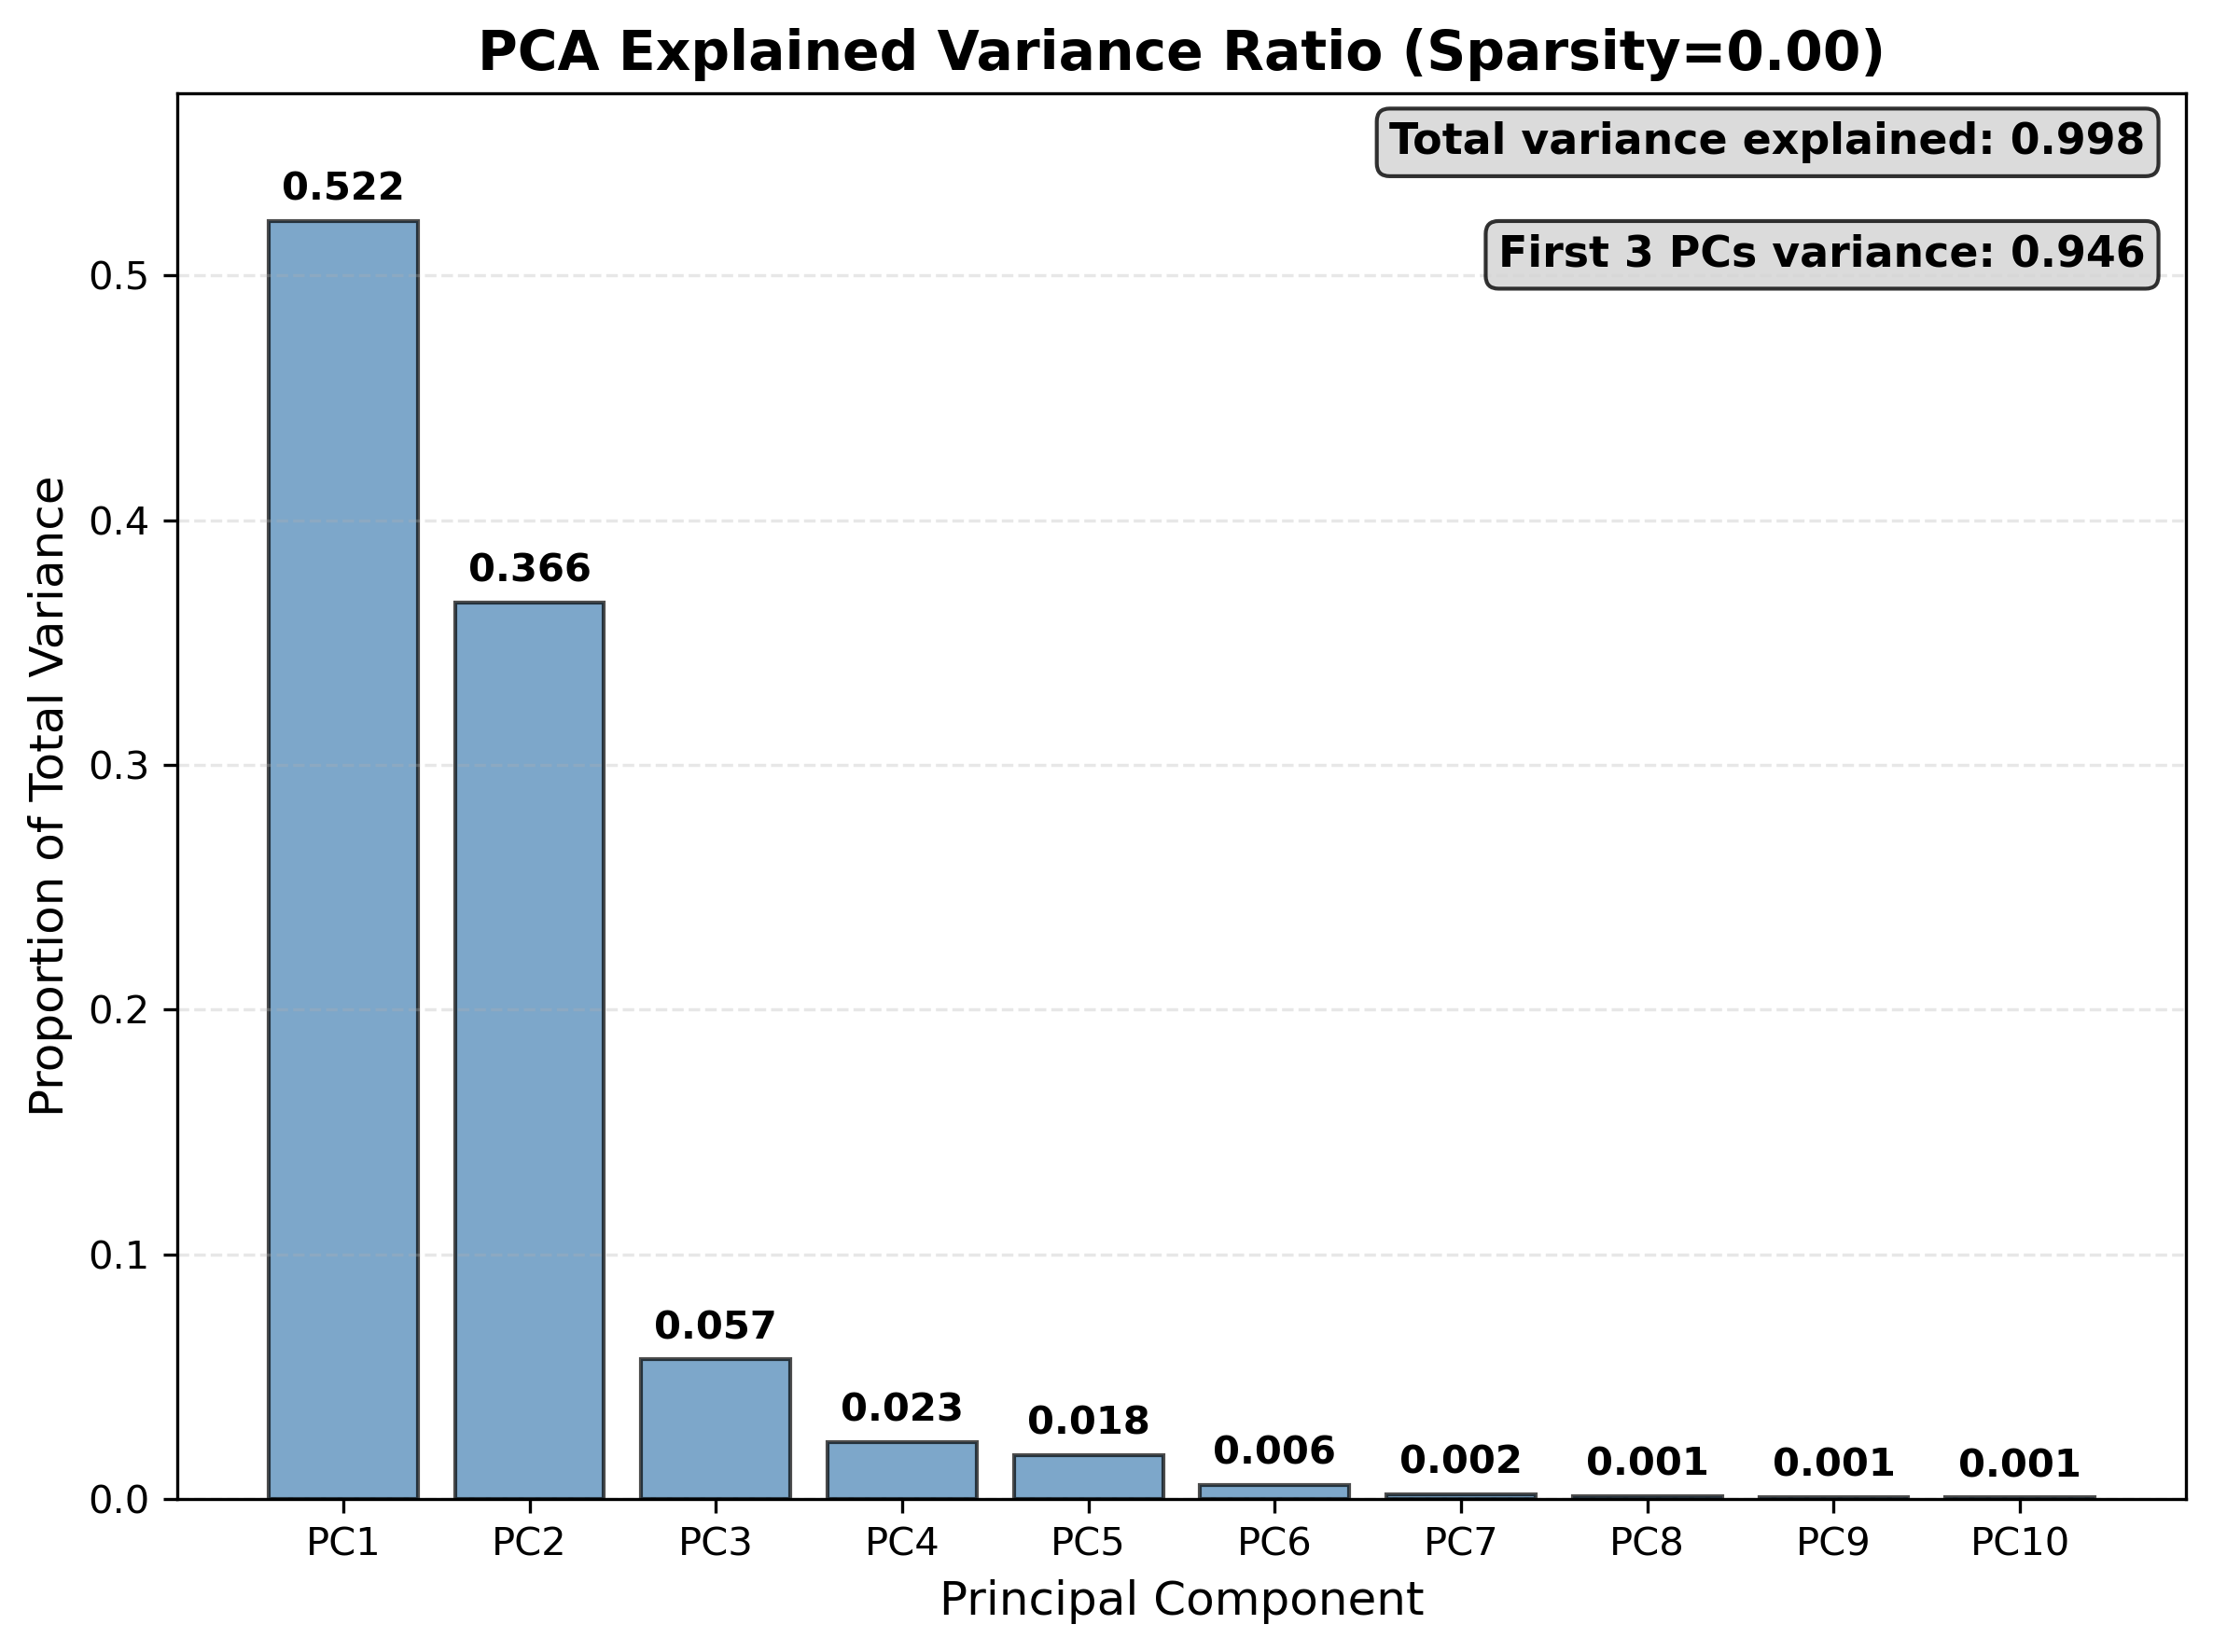 PCA Explained Variance Ratio (Sparsity=0.00)
Total variance explained: 0.998
First 3 PCs variance: 0.946
0.522
0.366
0.057
0.023
0.018
0.006
0.002
0.001
0.001
0.001
Proportion of Total Variance
0.5
0.4
0.3
0.2
0.1
0.0
PC1 PC2 PC3 PC4 PC5 PC6 PC7 PC8 PC9 PC10
Principal Component